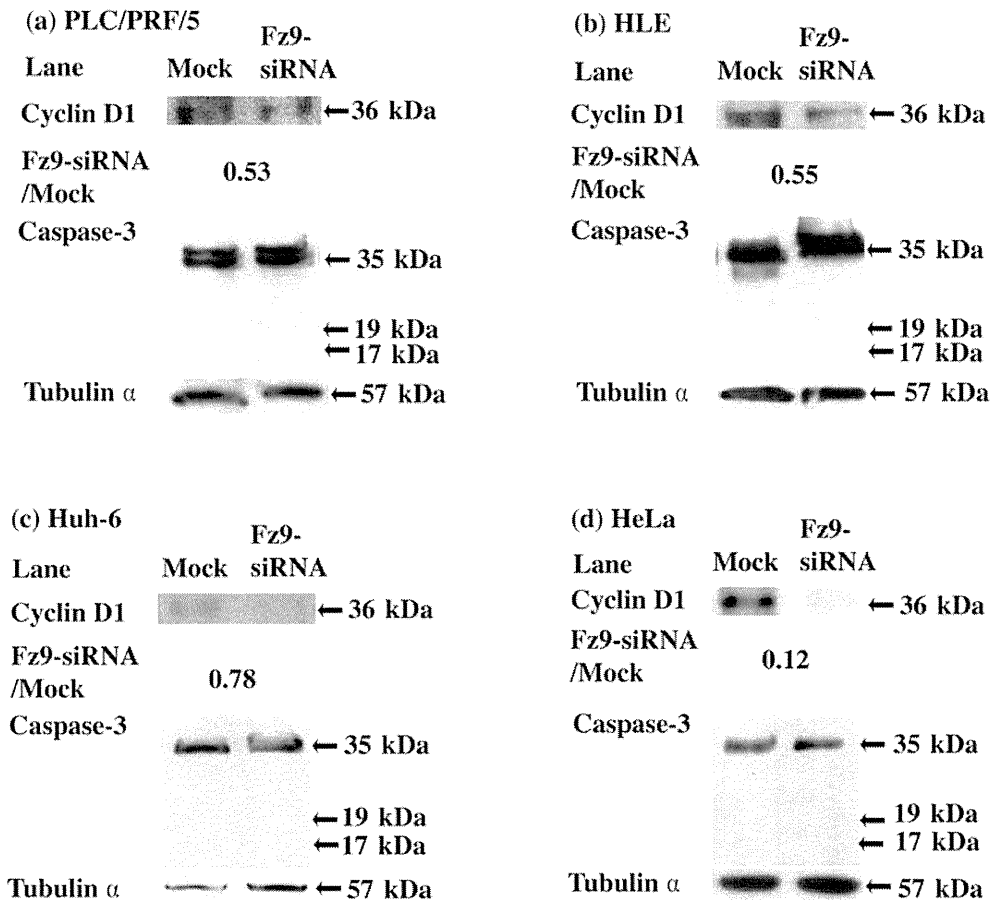 (a) PLC/PRF/5
Fz9-
Lane Mock siRNA
Cyclin D1 ←36 kDa
Fz9-siRNA
/Mock 0.53
Caspase-3
←35 kDa
←19 kDa
←17 kDa
Tubulin α ←57 kDa
(b) HLE
Fz9-
Lane Mock siRNA
Cyclin D1 ←36 kDa
Fz9-siRNA
/Mock 0.55
Caspase-3
←35 kDa
←19 kDa
←17 kDa
Tubulin α ←57 kDa
(c) Huh-6
Fz9-
Lane Mock siRNA
Cyclin D1 ←36 kDa
Fz9-siRNA
/Mock 0.78
Caspase-3
←35 kDa
←19 kDa
←17 kDa
Tubulin α ←57 kDa
(d) HeLa
Fz9-
Lane Mock siRNA
Cyclin D1 ←36 kDa
Fz9-siRNA
/Mock 0.12
Caspase-3
←35 kDa
←19 kDa
←17 kDa
Tubulin α ←57 kDa